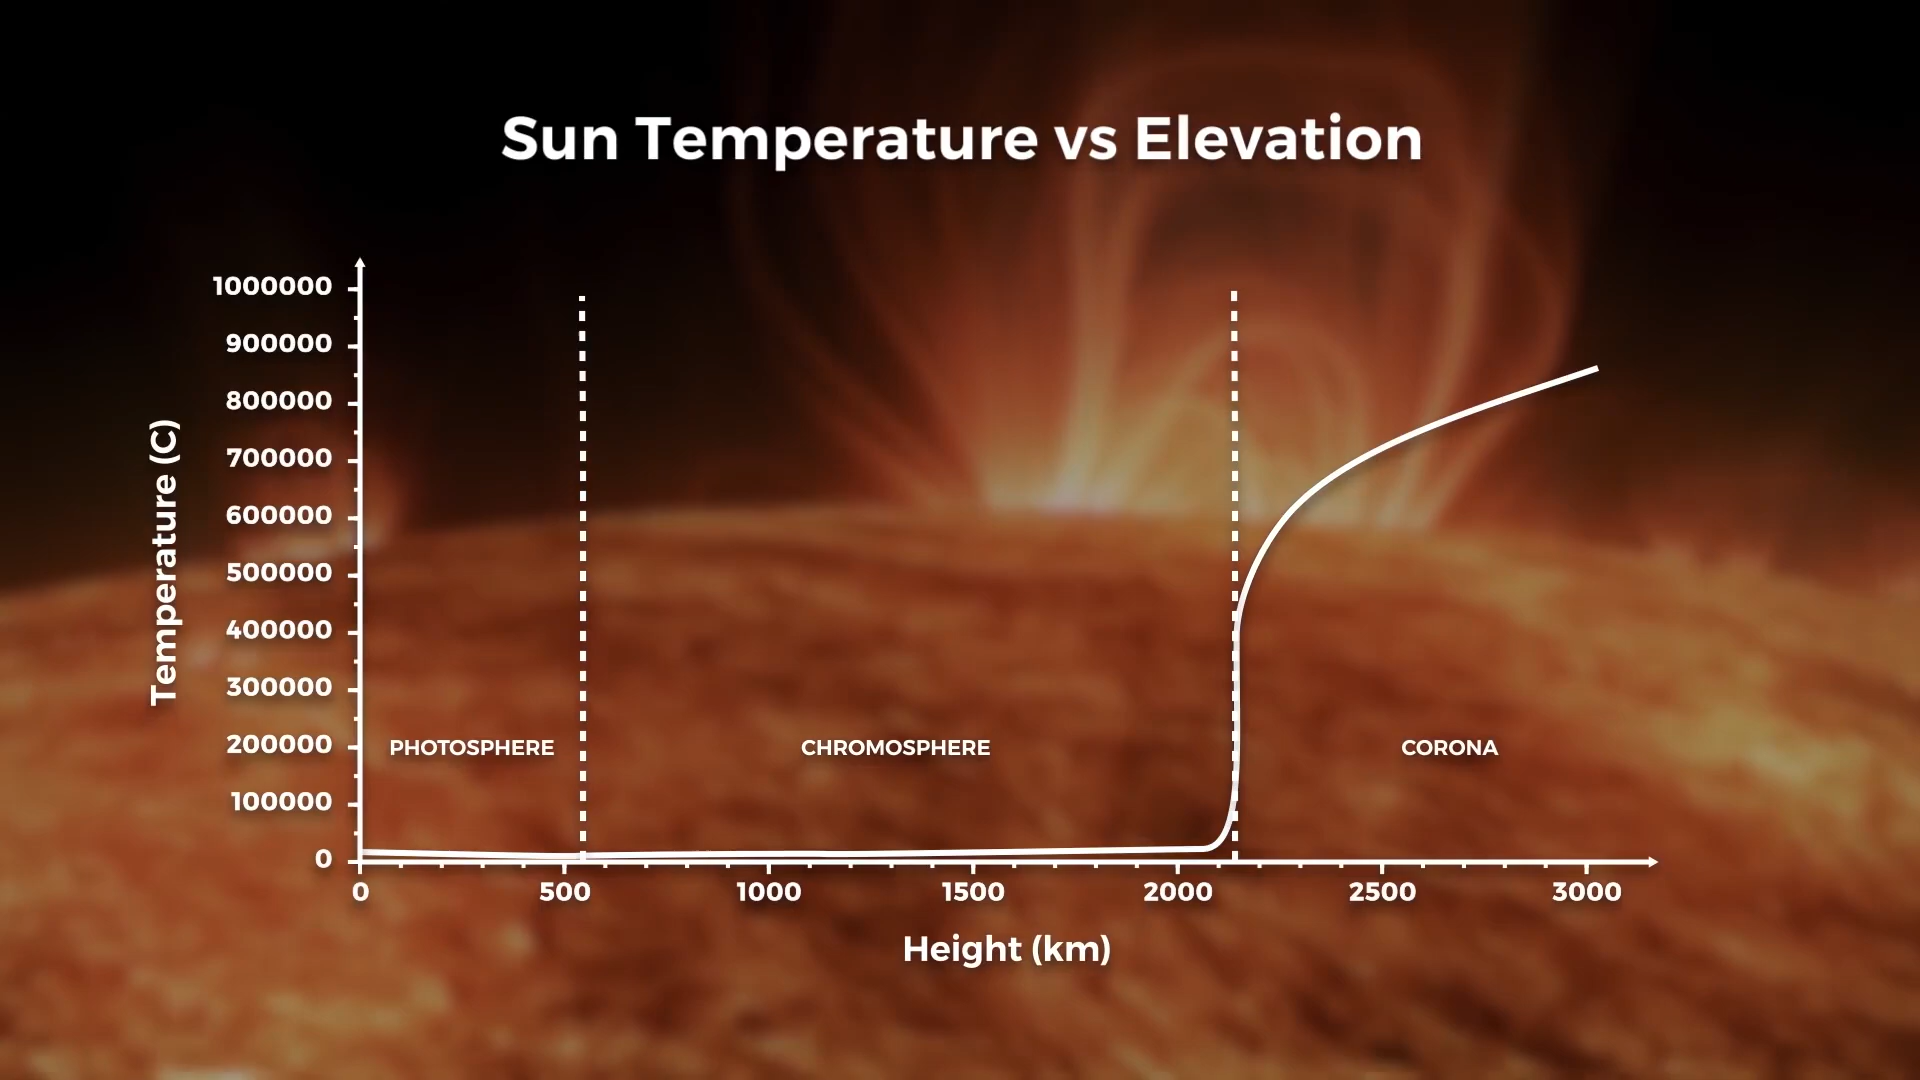 Sun Temperature vs Elevation
Temperature (C)
1000000
900000
800000
700000
600000
500000
400000
300000
200000
100000
0
PHOTOSPHERE
CHROMOSPHERE
CORONA
0 500 1000 1500 2000 2500 3000
Height (km)